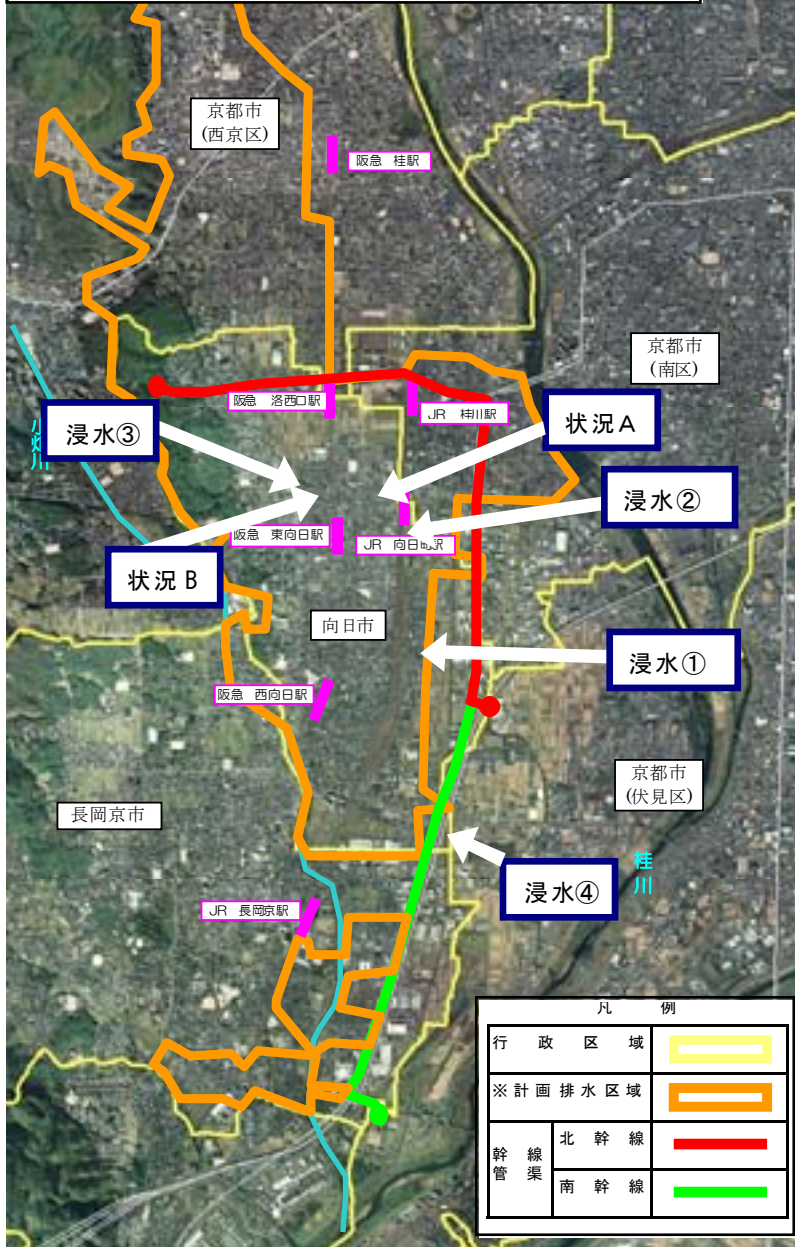 京都市
(西京区)
阪急 桂駅
京都市
(南区)
阪急 洛西口駅
JR 桂川駅
小畑川
浸水③
状況A
浸水②
阪急 東向日駅
JR 向日町駅
状況B
向日市
浸水①
阪急 西向日駅
京都市
(伏見区)
長岡京市
桂川
浸水④
JR 長岡京駅
凡 例
行政区域
※計画排水区域
幹線
管渠
北幹線
南幹線